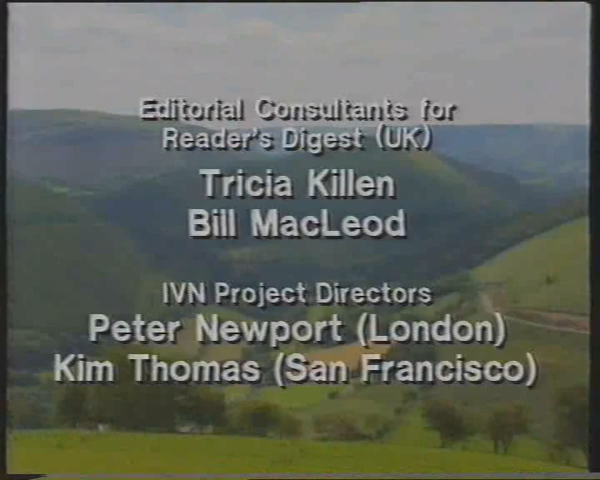 Editorial Consultants for
Reader's Digest (UK)
Tricia Killen
Bill MacLeod
IVN Project Directors
Peter Newport (London)
Kim Thomas (San Francisco)